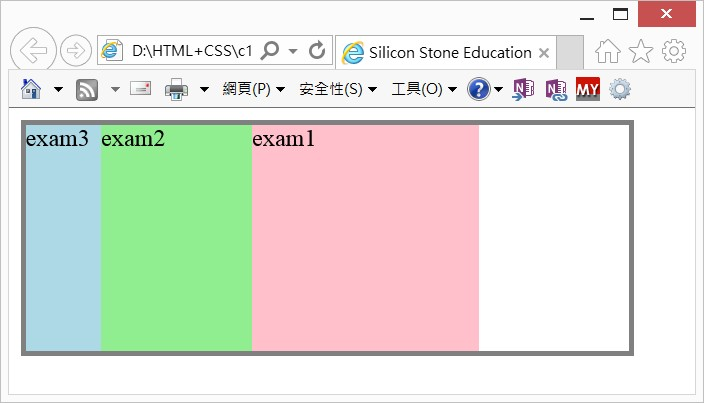 D:\HTML+CSS\c1
Silicon Stone Education
網頁(P) 安全性(S) 工具(O) ? N N MY
exam3 exam2 exam1